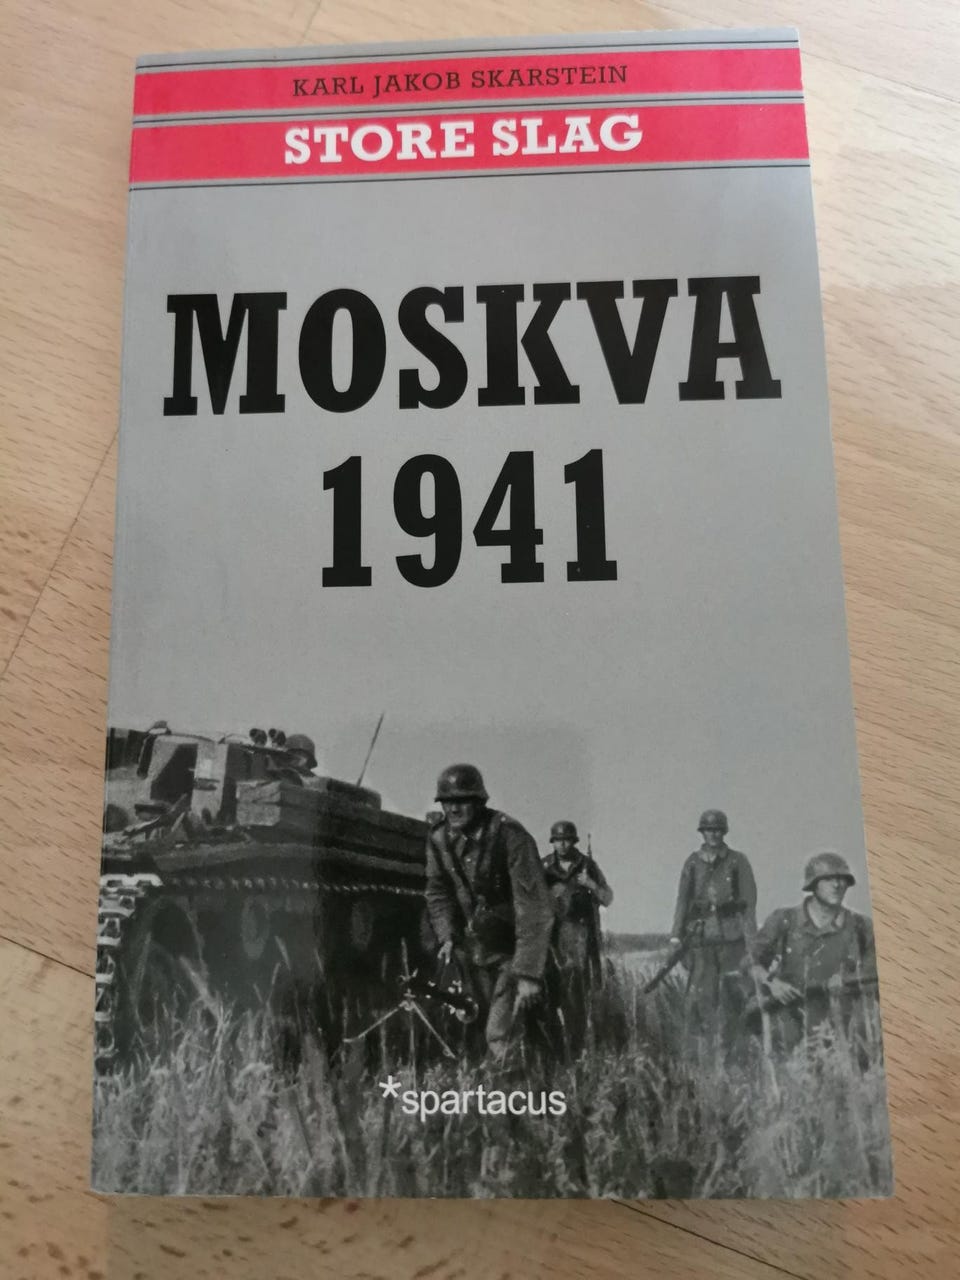 KARL JAKOB SKARSTEIN
STORE SLAG
MOSKVA
1941
*spartacus